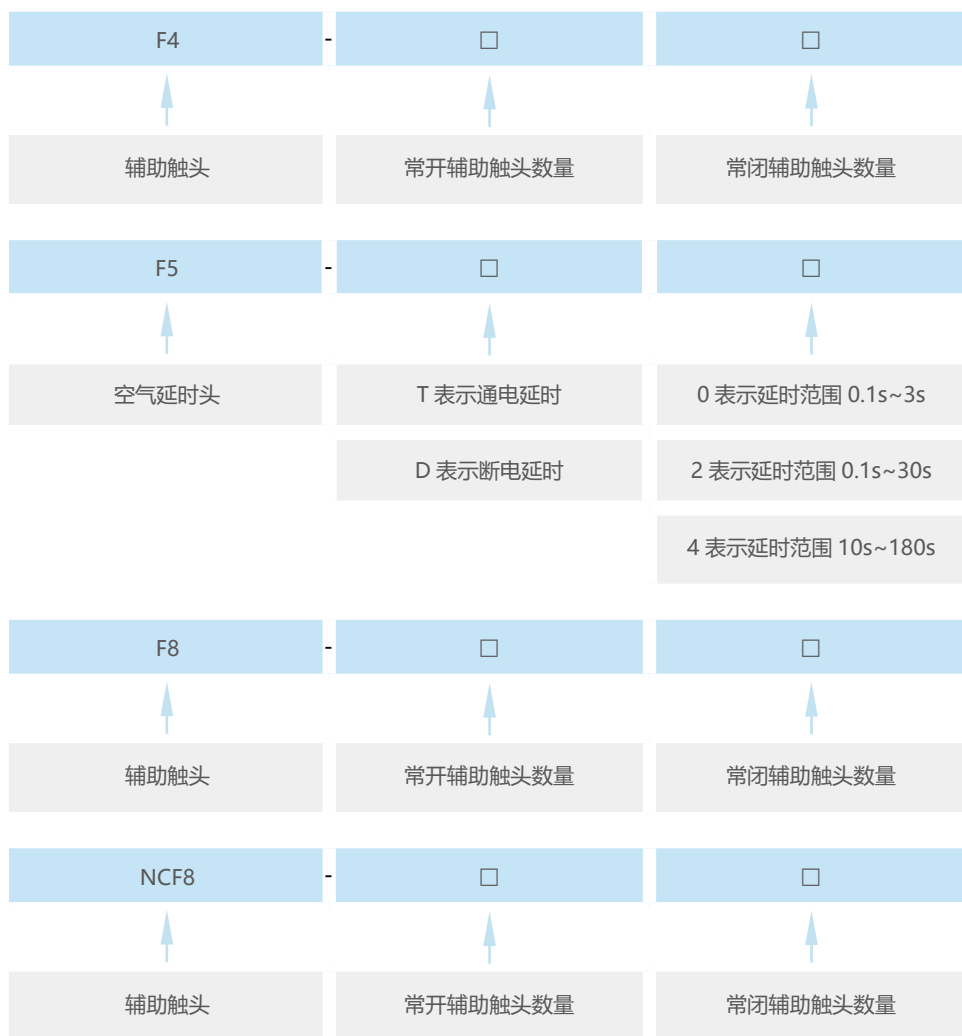 F4 - □ □
辅助触头 常开辅助触头数量 常闭辅助触头数量
F5 - □ □
空气延时头 T 表示通电延时 0 表示延时范围 0.1s~3s
D 表示断电延时 2 表示延时范围 0.1s~30s
4 表示延时范围 10s~180s
F8 - □ □
辅助触头 常开辅助触头数量 常闭辅助触头数量
NCF8 - □ □
辅助触头 常开辅助触头数量 常闭辅助触头数量